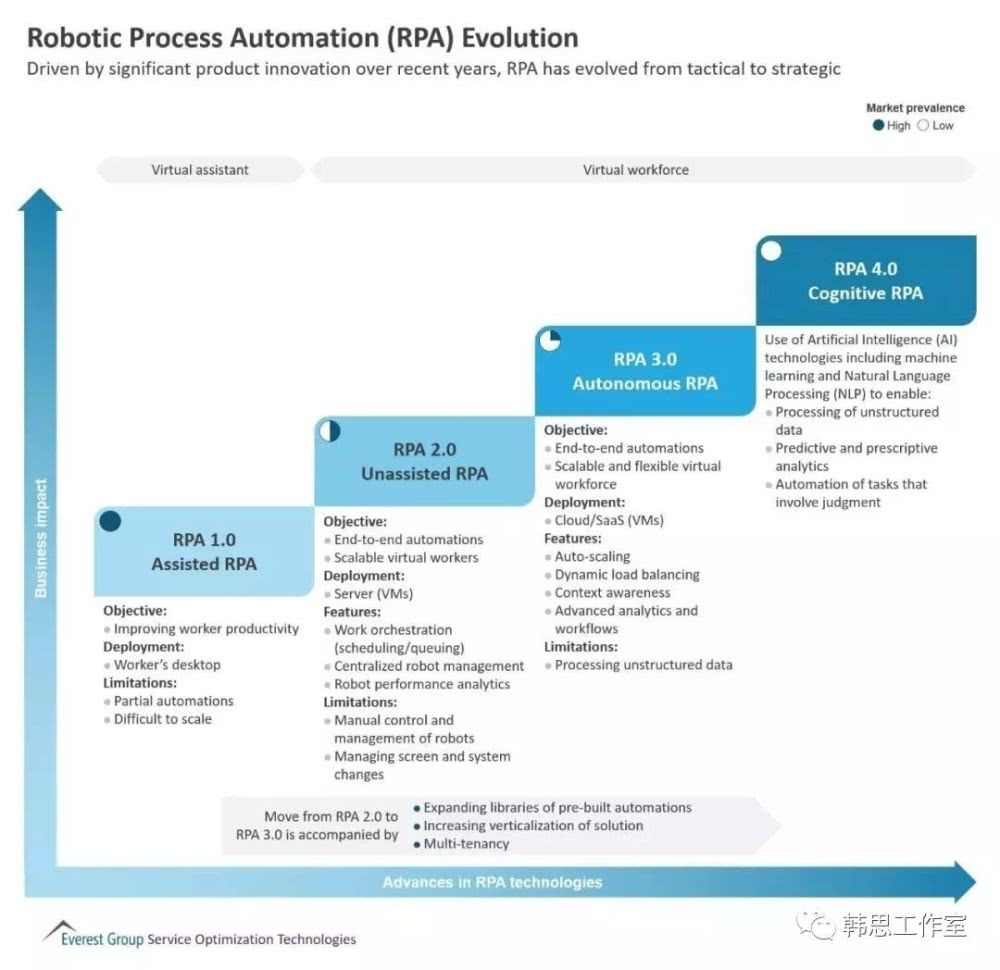 Robotic Process Automation (RPA) Evolution
Driven by significant product innovation over recent years, RPA has evolved from tactical to strategic
Market prevalence
High Low
Virtual assistant
Virtual workforce
Business impact
RPA 1.0
Assisted RPA
Objective:
Improving worker productivity
Deployment:
Worker's desktop
Limitations:
Partial automations
Difficult to scale
RPA 2.0
Unassisted RPA
Objective:
End-to-end automations
Scalable virtual workers
Deployment:
Server (VMs)
Features:
Work orchestration
(scheduling/queuing)
Centralized robot management
Robot performance analytics
Limitations:
Manual control and
management of robots
Managing screen and system
changes
RPA 3.0
Autonomous RPA
Objective:
End-to-end automations
Scalable and flexible virtual
workforce
Deployment:
Cloud/SaaS (VMs)
Features:
Auto-scaling
Dynamic load balancing
Context awareness
Advanced analytics and
workflows
Limitations:
Processing unstructured data
RPA 4.0
Cognitive RPA
Use of Artificial Intelligence (AI)
technologies including machine
learning and Natural Language
Processing (NLP) to enable:
Processing of unstructured
data
Predictive and prescriptive
analytics
Automation of tasks that
involve judgment
Move from RPA 2.0 to
RPA 3.0 is accompanied by
Expanding libraries of pre-built automations
Increasing verticalization of solution
Multi-tenancy
Advances in RPA technologies
Everest Group Service Optimization Technologies
韩思工作室